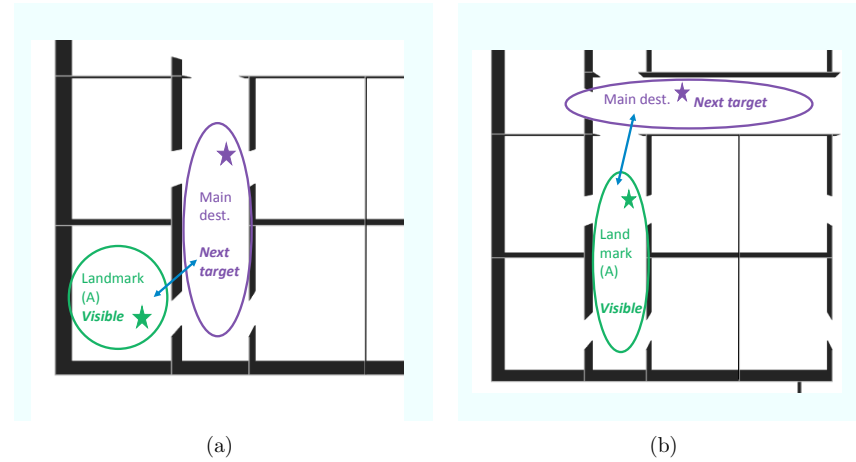 Main
dest.
Next
target
Landmark
(A)
Visible
(a)
Main dest.
Next target
Land
mark
(A)
Visible
(b)